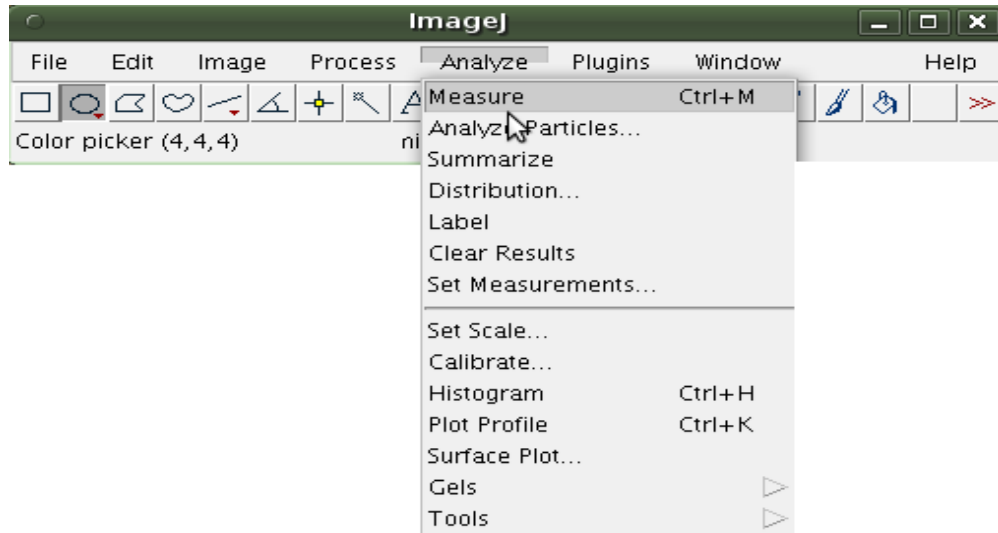 ImageJ
File Edit Image Process Analyze Plugins Window Help
Measure Ctrl+M
Analyze Particles...
Color picker (4,4,4)
Summarize
Distribution...
Label
Clear Results
Set Measurements...
Set Scale...
Calibrate...
Histogram Ctrl+H
Plot Profile Ctrl+K
Surface Plot...
Gels
Tools